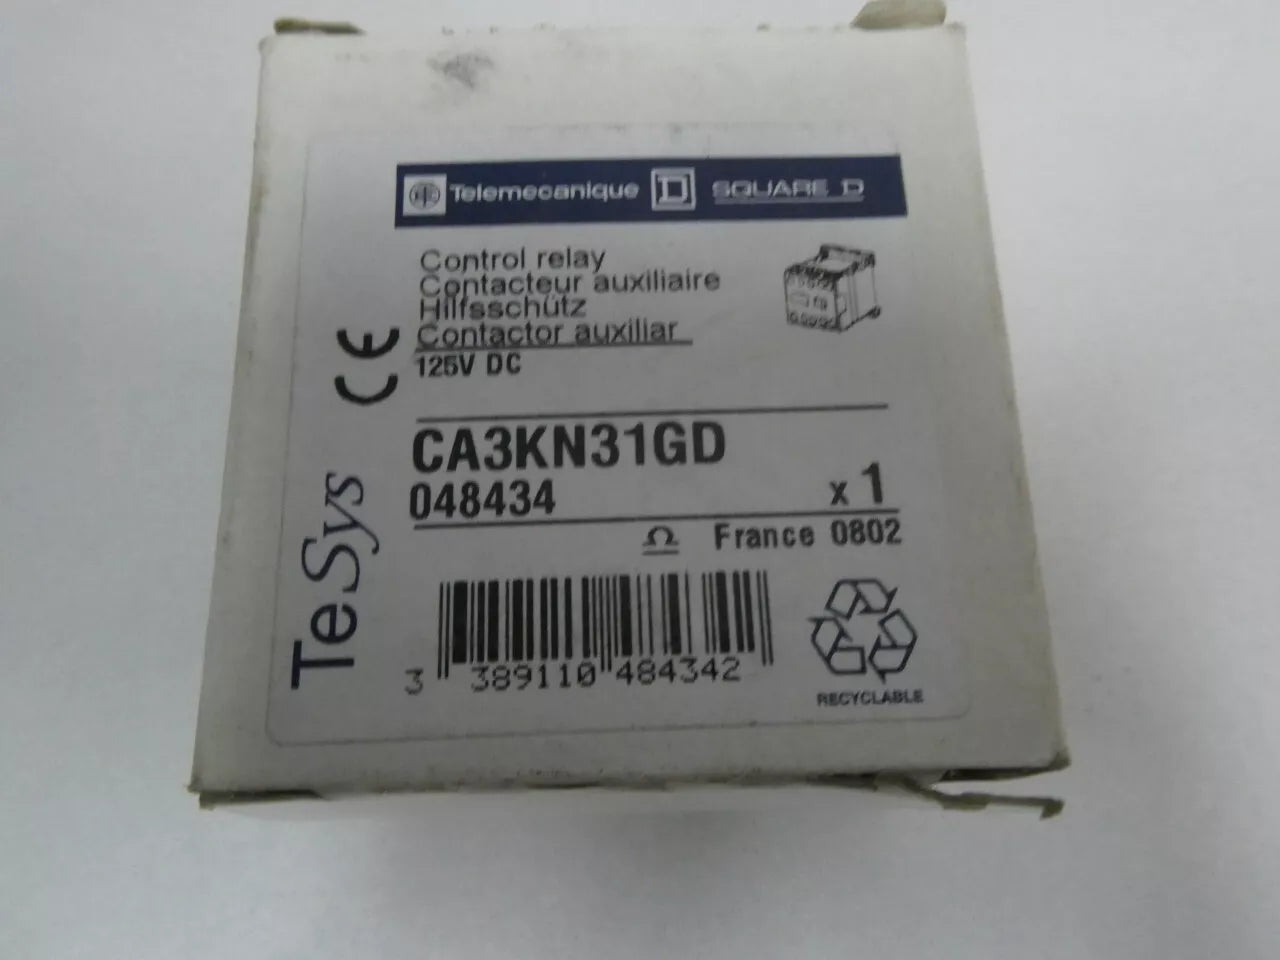 Telemecanique SQUARE D
Control relay
Contacteur auxiliaire
Hilfsschütz
Contactor auxiliar
125V DC
CA3KN31GD
048434 x 1
France 0802
3 389110 484342
RECYCLABLE
CE
TeSys